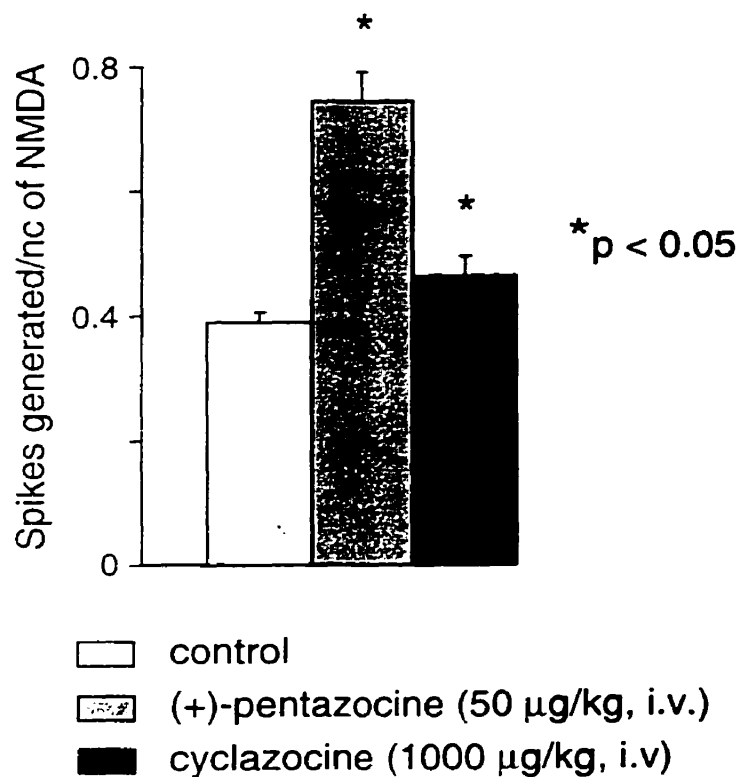 *
0.8
*
*p < 0.05
0.4
0
Spikes generated/nc of NMDA
control
(+)-pentazocine (50 µg/kg, i.v.)
cyclazocine (1000 µg/kg, i.v)